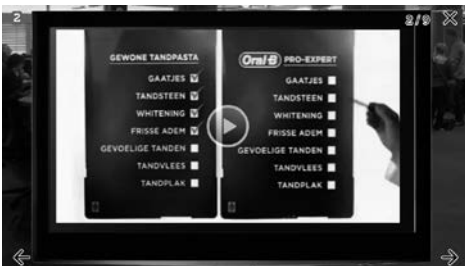 2
2/9
GEWONE TANDPASTA
GAATJES
TANDSTEEN
WHITENING
FRISSE ADEM
GEVOELIGE TANDEN
TANDVLEES
TANDPLAK
Oral-B PRO-EXPERT
GAATJES
TANDSTEEN
WHITENING
FRISSE ADEM
GEVOELIGE TANDEN
TANDVLEES
TANDPLAK